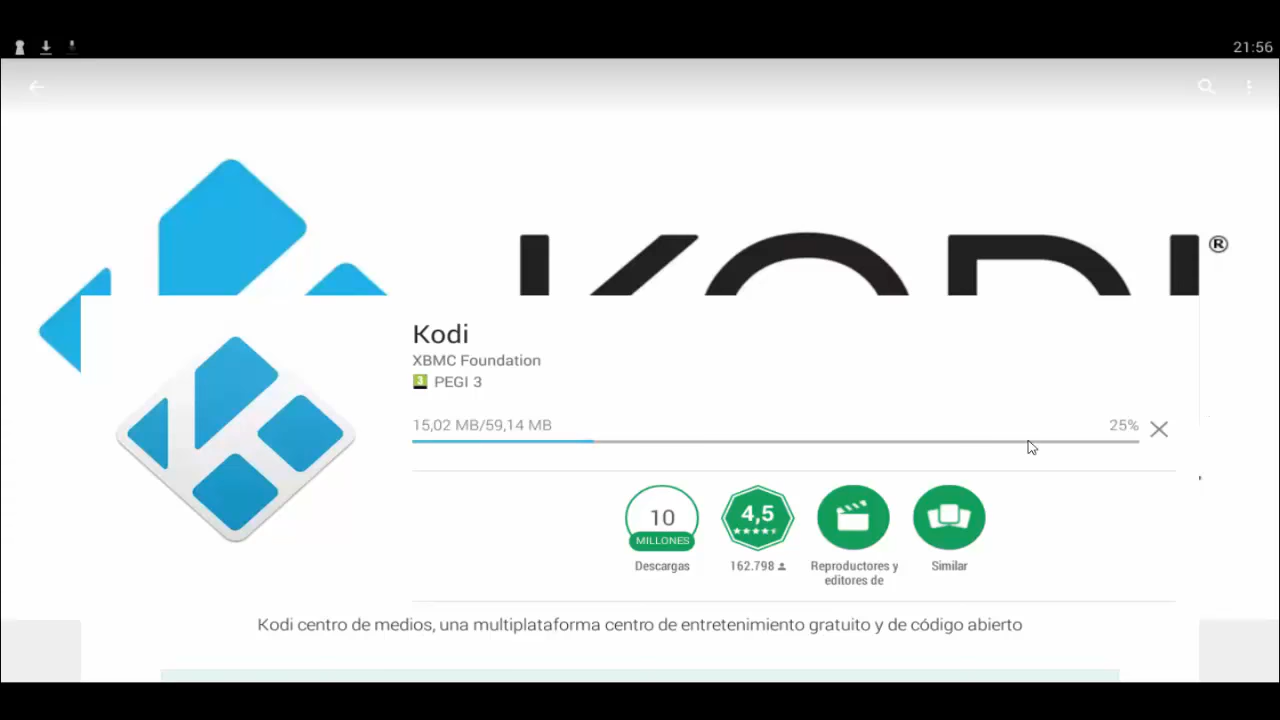 21:56
KODI®
Kodi
XBMC Foundation
3 PEGI 3
15,02 MB/59,14 MB 25%
10
MILLONES
Descargas
4,5
162.798
Reproductores y
editores de
Similar
Kodi centro de medios, una multiplataforma centro de entretenimiento gratuito y de código abierto